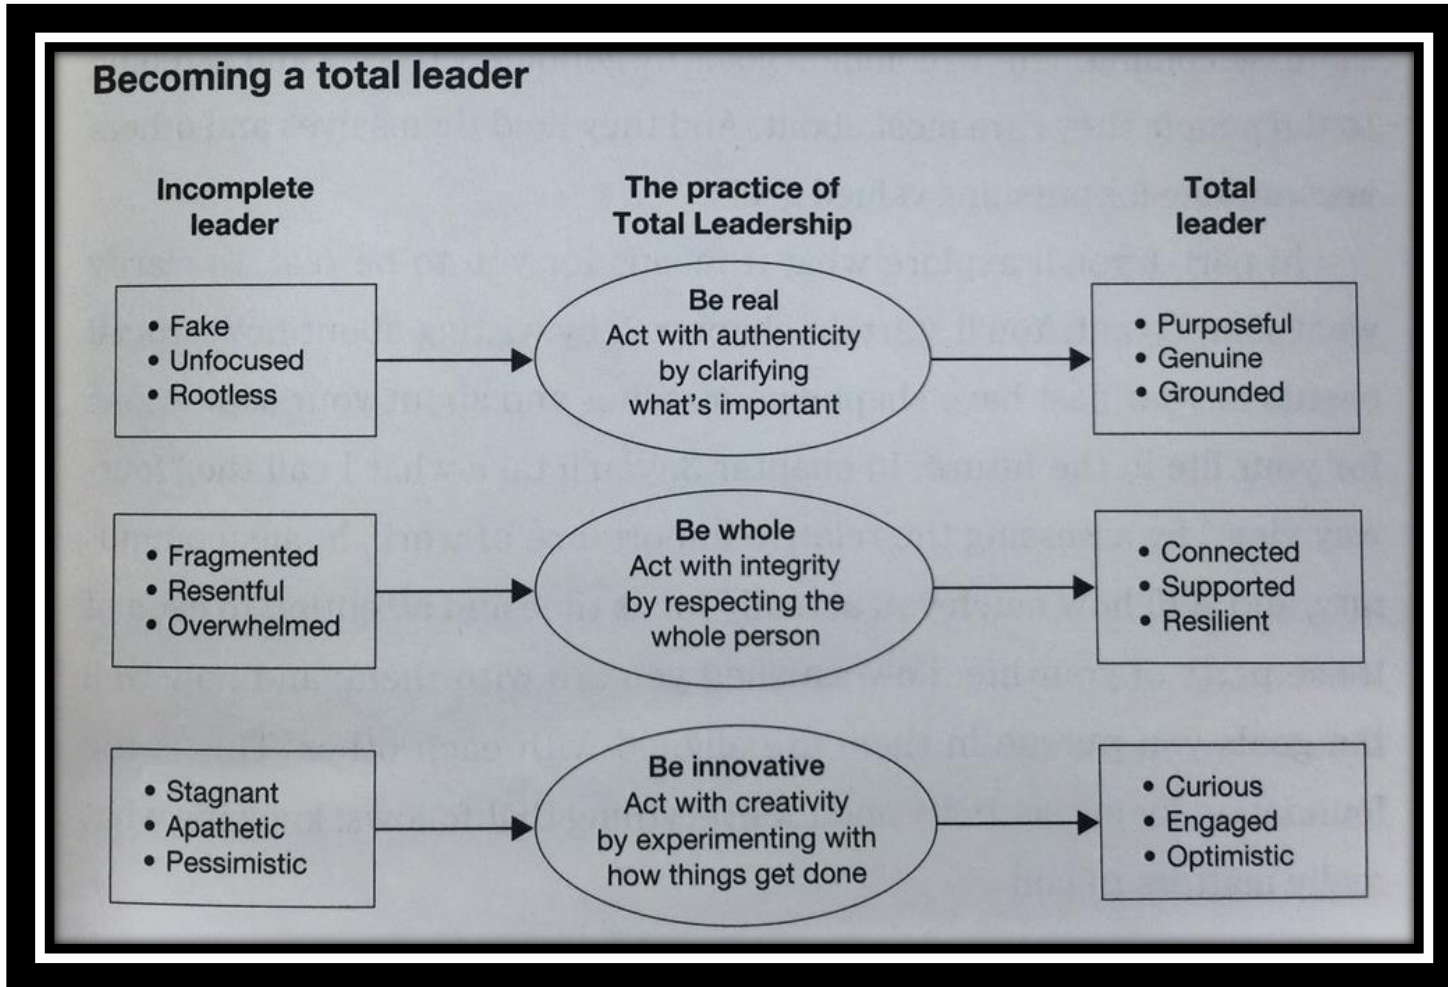 Becoming a total leader
Incomplete
leader
The practice of
Total Leadership
Total
leader
• Fake
• Unfocused
• Rootless
Be real
Act with authenticity
by clarifying
what's important
• Purposeful
• Genuine
• Grounded
• Fragmented
• Resentful
• Overwhelmed
Be whole
Act with integrity
by respecting the
whole person
• Connected
• Supported
• Resilient
• Stagnant
• Apathetic
• Pessimistic
Be innovative
Act with creativity
by experimenting with
how things get done
• Curious
• Engaged
• Optimistic